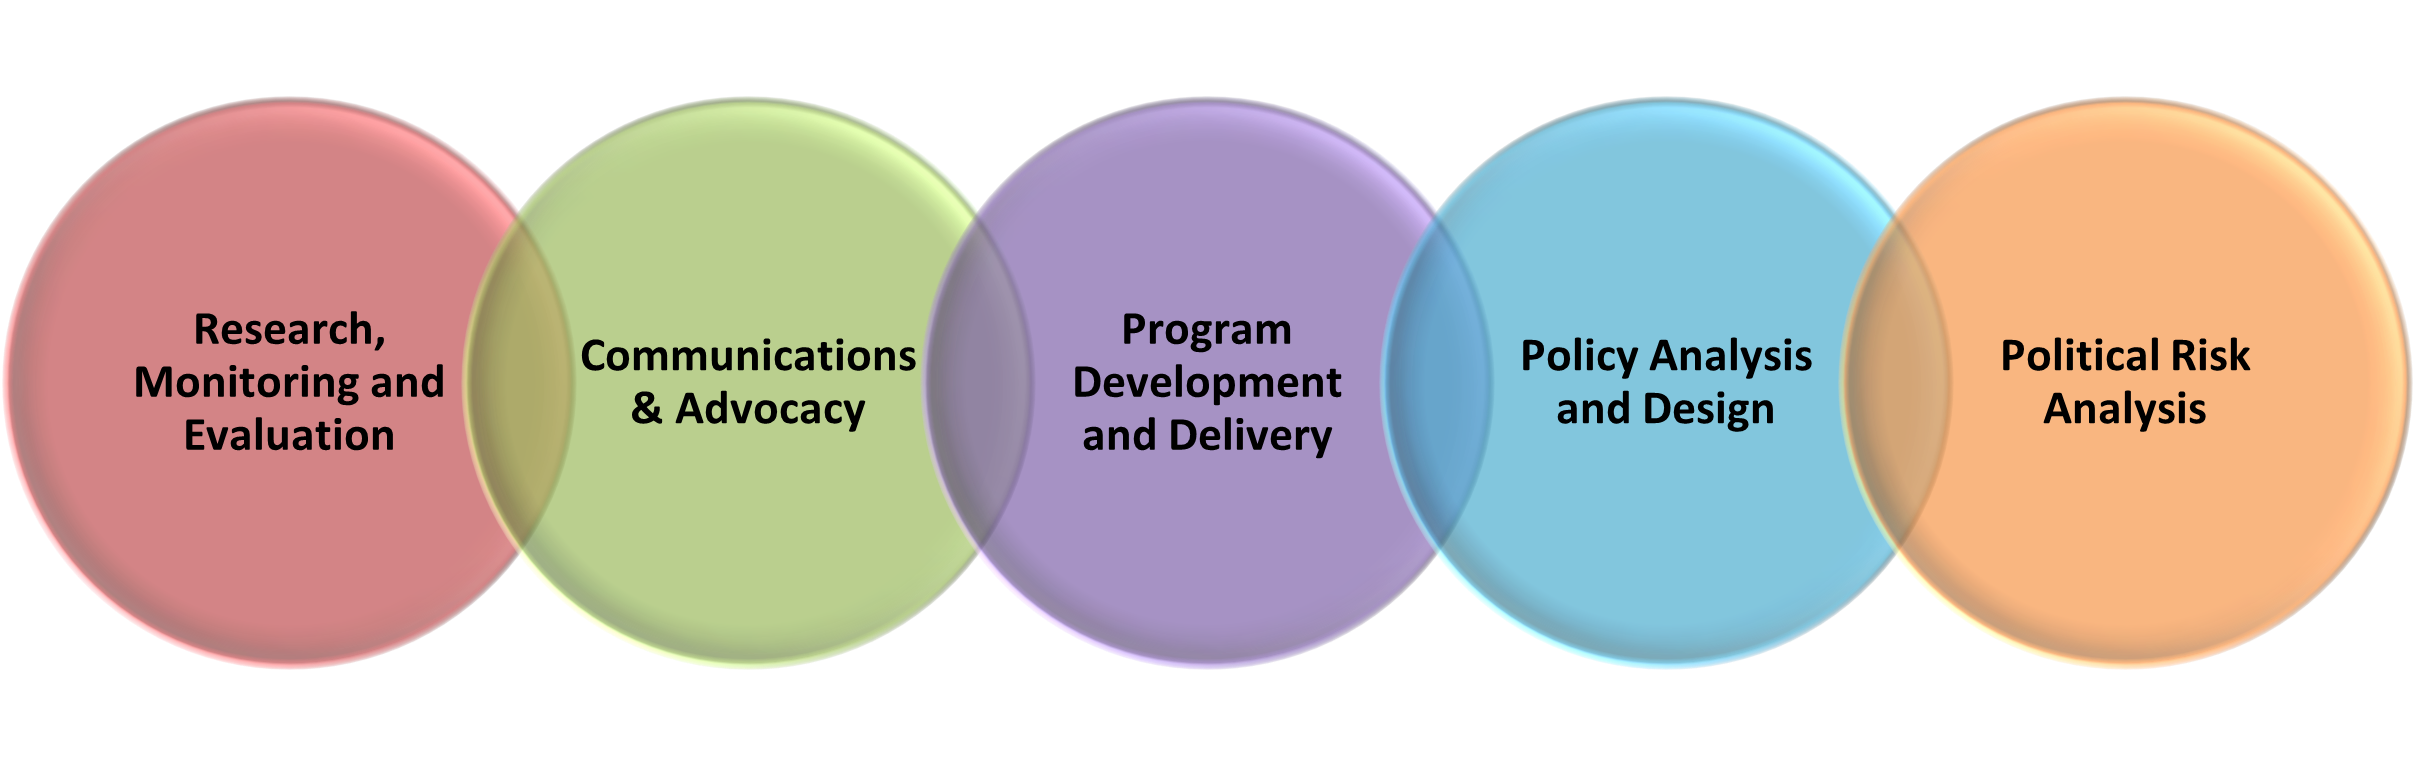 Research,
Monitoring and
Evaluation
Communications
& Advocacy
Program
Development
and Delivery
Policy Analysis
and Design
Political Risk
Analysis